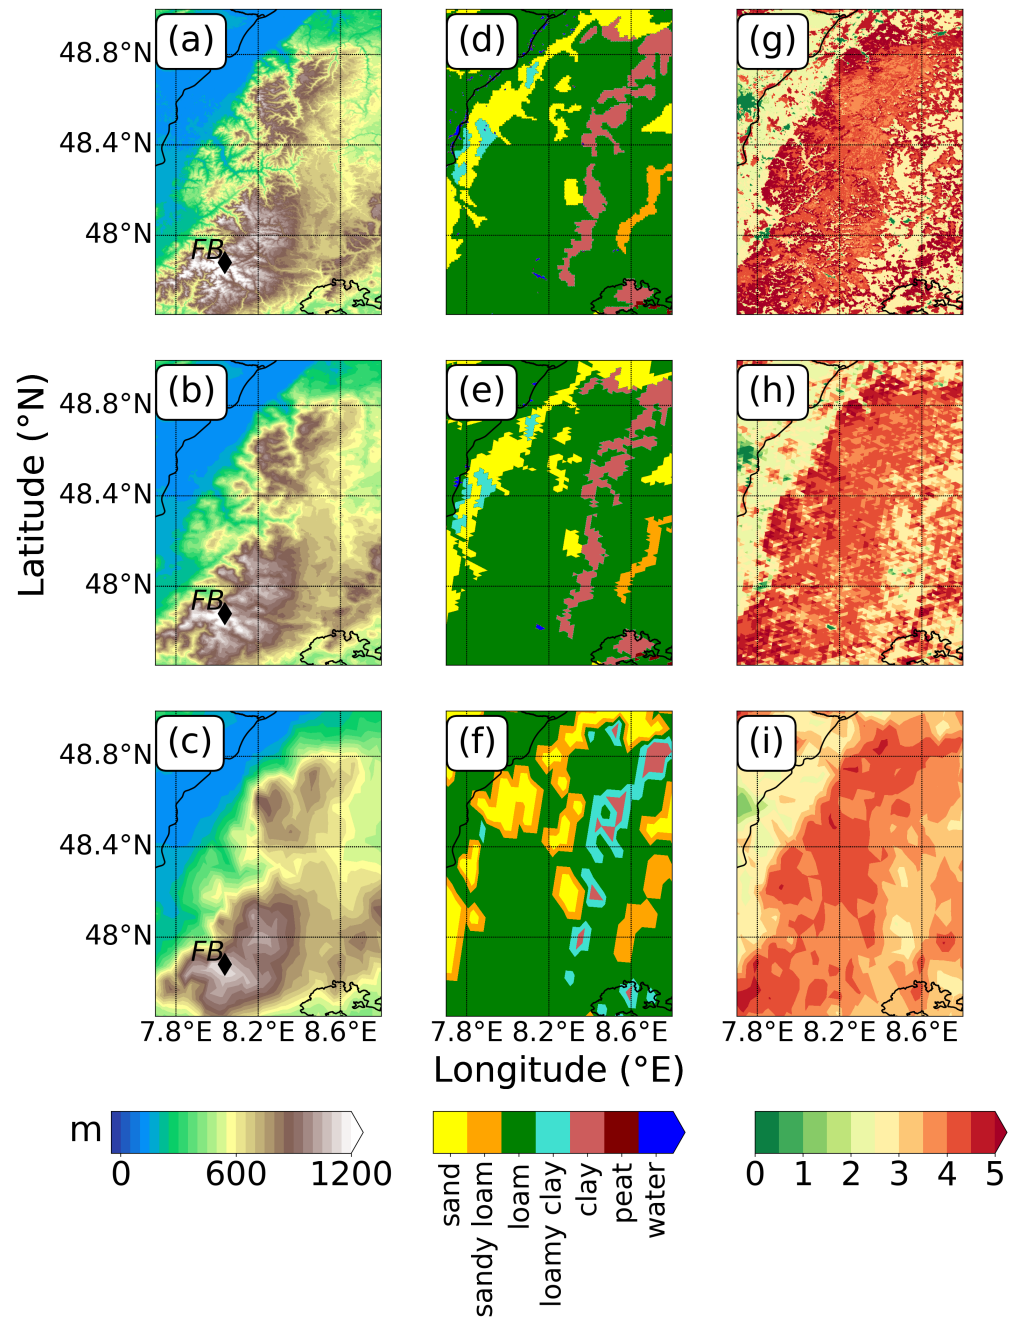 (a)
(d)
(g)
48.8°N
48.4°N
48°N
FB
(b)
(e)
(h)
48.8°N
48.4°N
48°N
FB
Latitude (°N)
(c)
(f)
(i)
48.8°N
48.4°N
48°N
FB
7.8°E 8.2°E 8.6°E
7.8°E 8.2°E 8.6°E
7.8°E 8.2°E 8.6°E
Longitude (°E)
m
0 600 1200
sand
sandy loam
loam
loamy clay
clay
peat
water
0 1 2 3 4 5